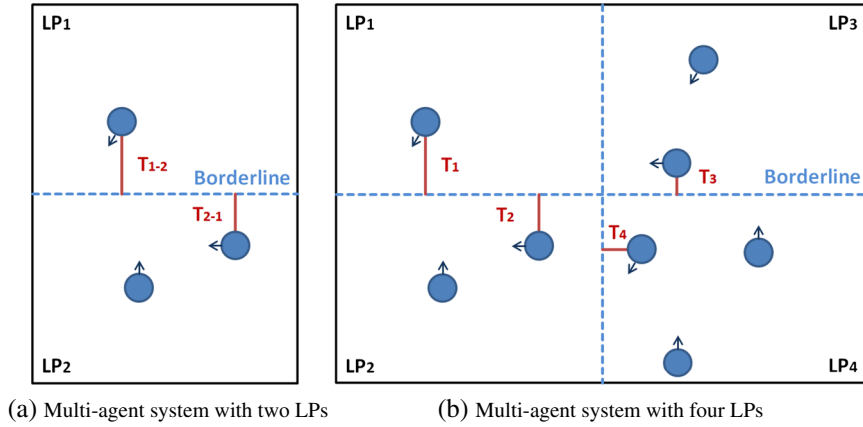 LP1
T1-2
Borderline
T2-1
LP2
(a) Multi-agent system with two LPs
LP1
LP3
T1
T3
Borderline
T2
T4
LP2
LP4
(b) Multi-agent system with four LPs